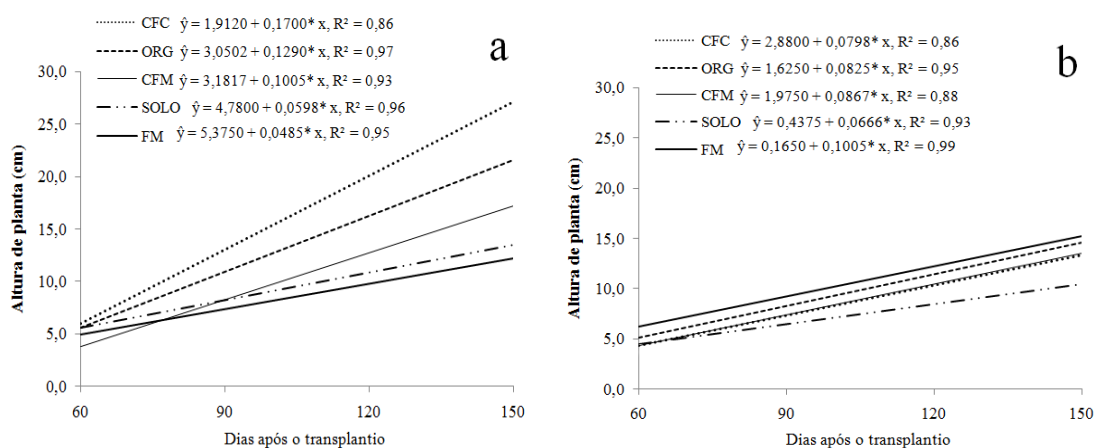 CFC ŷ = 1,9120 + 0,1700* x, R² = 0,86
ORG ŷ = 3,0502 + 0,1290* x, R² = 0,97
CFM ŷ = 3,1817 + 0,1005* x, R² = 0,93
SOLO ŷ = 4,7800 + 0,0598* x, R² = 0,96
FM ŷ = 5,3750 + 0,0485* x, R² = 0,95
a
Altura de planta (cm)
30,0
25,0
20,0
15,0
10,0
5,0
0,0
60
90
120
150
Dias após o transplantio
CFC ŷ = 2,8800 + 0,0798* x, R² = 0,86
ORG ŷ = 1,6250 + 0,0825* x, R² = 0,95
CFM ŷ = 1,9750 + 0,0867* x, R² = 0,88
SOLO ŷ = 0,4375 + 0,0666* x, R² = 0,93
FM ŷ = 0,1650 + 0,1005* x, R² = 0,99
b
Altura de planta (cm)
30,0
25,0
20,0
15,0
10,0
5,0
0,0
60
90
120
150
Dias após o transplantio